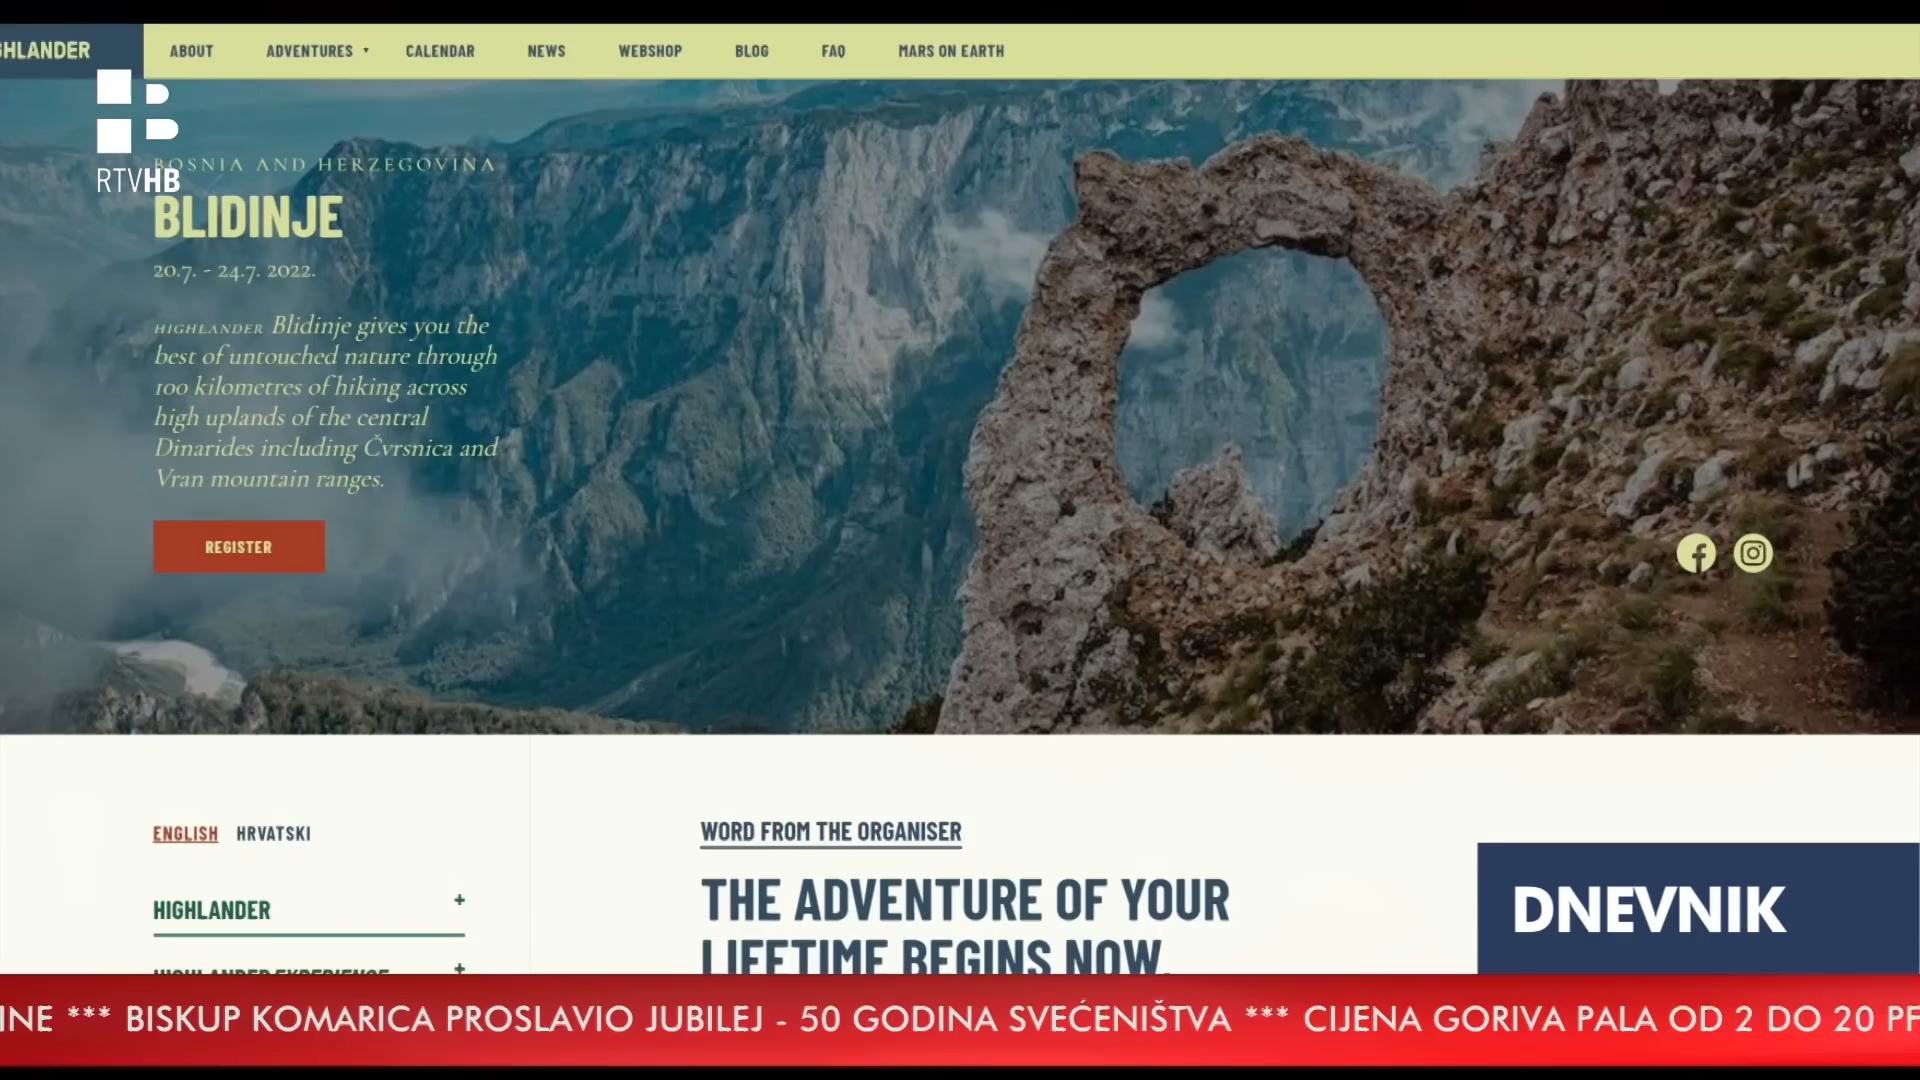 GHLANDER
ABOUT
ADVENTURES
CALENDAR
NEWS
WEBSHOP
BLOG
FAQ
MARS ON EARTH
RTVHB
BOSNIA AND HERZEGOVINA
BLIDINJE
20.7. - 24.7. 2022.
HIGHLANDER Blidinje gives you the
best of untouched nature through
100 kilometres of hiking across
high uplands of the central
Dinarides including Čvrsnica and
Vran mountain ranges.
REGISTER
ENGLISH HRVATSKI
HIGHLANDER +
HIGHLANDER EXPERIENCE +
WORD FROM THE ORGANISER
THE ADVENTURE OF YOUR
LIFETIME BEGINS NOW.
DNEVNIK
INE *** BISKUP KOMARICA PROSLAVIO JUBILEJ - 50 GODINA SVEĆENIŠTVA *** CIJENA GORIVA PALA OD 2 DO 20 PF